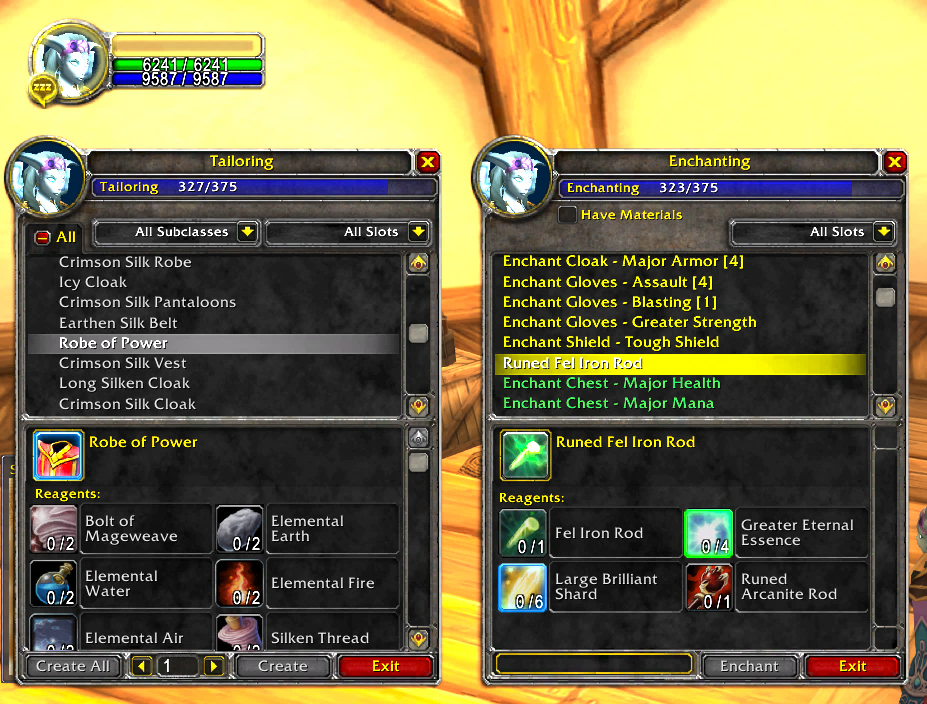 6241 / 6241
9587 / 9587
zzz
Tailoring
Tailoring 327/375
All
All Subclasses
All Slots
Crimson Silk Robe
Icy Cloak
Crimson Silk Pantaloons
Earthen Silk Belt
Robe of Power
Crimson Silk Vest
Long Silken Cloak
Crimson Silk Cloak
Robe of Power
Reagents:
0/2
Bolt of
Mageweave
0/2
Elemental
Earth
0/2
Elemental
Water
0/2
Elemental Fire
Elemental Air
Silken Thread
Create All
1
Create
Exit
Enchanting
Enchanting 323/375
Have Materials
All Slots
Enchant Cloak - Major Armor [4]
Enchant Gloves - Assault [4]
Enchant Gloves - Blasting [1]
Enchant Gloves - Greater Strength
Enchant Shield - Tough Shield
Runed Fel Iron Rod
Enchant Chest - Major Health
Enchant Chest - Major Mana
Runed Fel Iron Rod
Reagents:
0/1
Fel Iron Rod
0/4
Greater Eternal
Essence
0/6
Large Brilliant
Shard
0/1
Runed
Arcanite Rod
Enchant
Exit